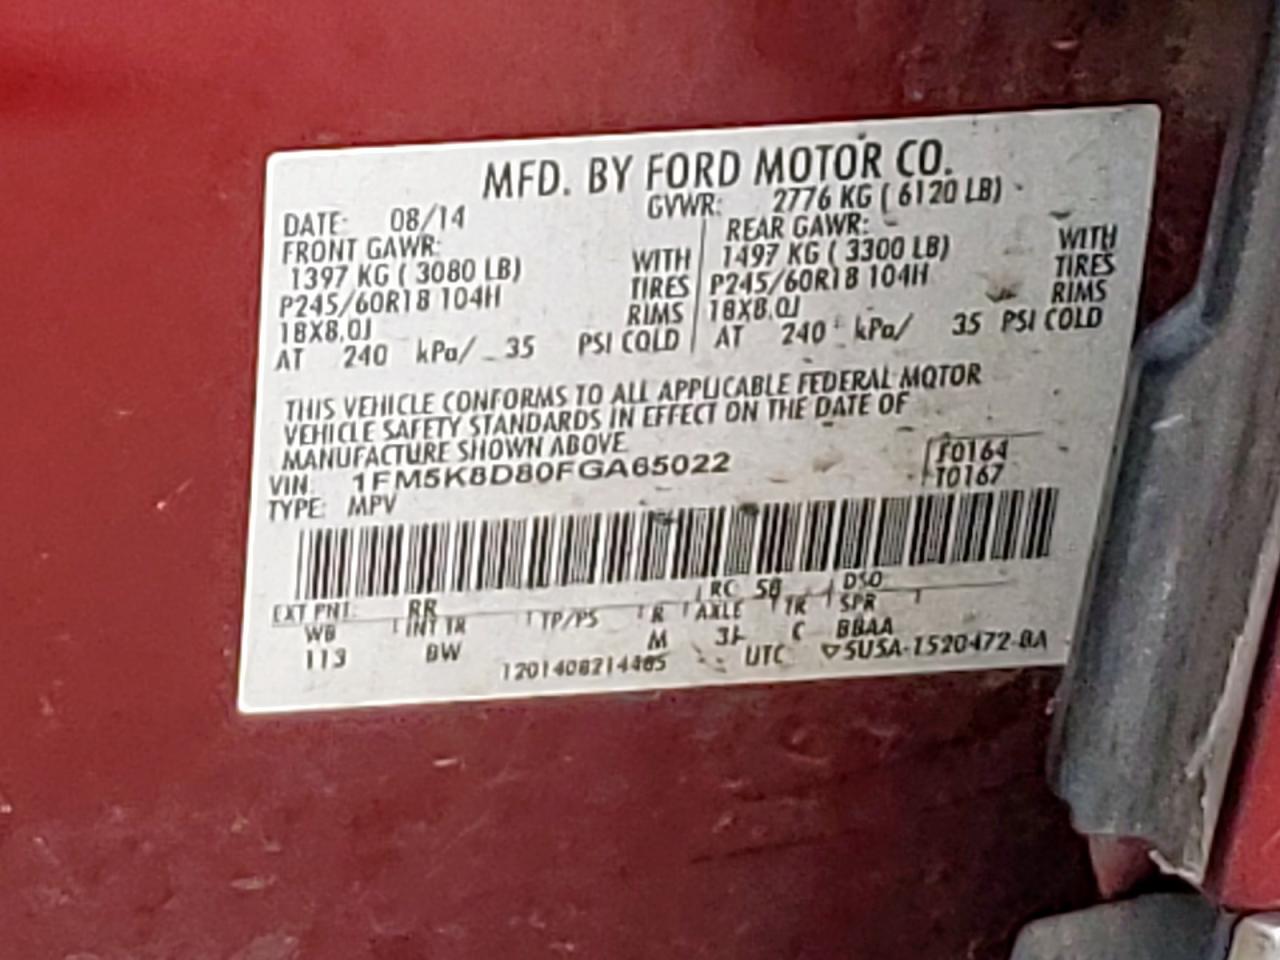 MFD. BY FORD MOTOR CO.
DATE: 08/14 GVWR: 2776 KG ( 6120 LB)
FRONT GAWR: REAR GAWR:
1397 KG ( 3080 LB) WITH 1497 KG ( 3300 LB) WITH
P245/60R18 104H TIRES P245/60R18 104H TIRES
18X8.0J RIMS 18X8.0J RIMS
AT 240 kPa/ 35 PSI COLD AT 240 kPa/ 35 PSI COLD
THIS VEHICLE CONFORMS TO ALL APPLICABLE FEDERAL MOTOR
VEHICLE SAFETY STANDARDS IN EFFECT ON THE DATE OF
MANUFACTURE SHOWN ABOVE
VIN: 1FM5K8D80FGA65022 F0164
TYPE: MPV T0167
EXT PNT: RR RC 58 DSO
WB INT TR TP/PS R AXLE TR SPR
113 BW M C BBAA
UTC ▽5U5A-1520472-BA